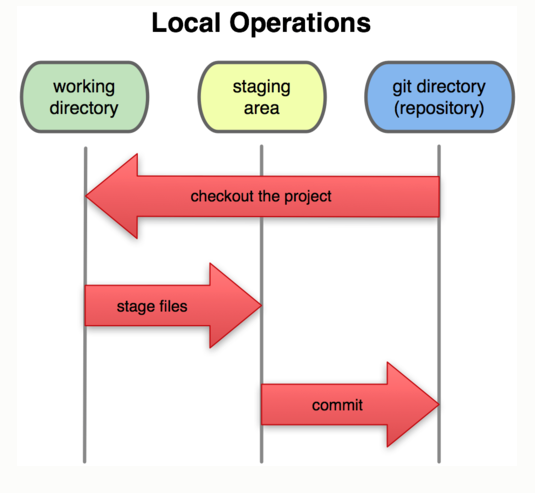 Local Operations
working
directory
staging
area
git directory
(repository)
checkout the project
stage files
commit